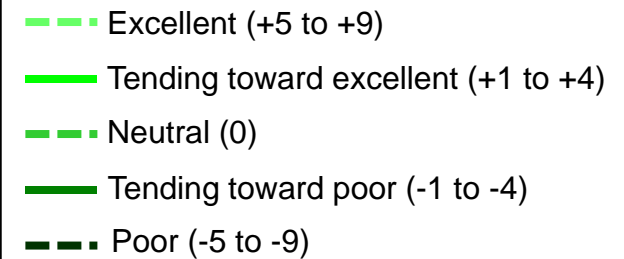 Excellent (+5 to +9)
Tending toward excellent (+1 to +4)
Neutral (0)
Tending toward poor (-1 to -4)
Poor (-5 to -9)